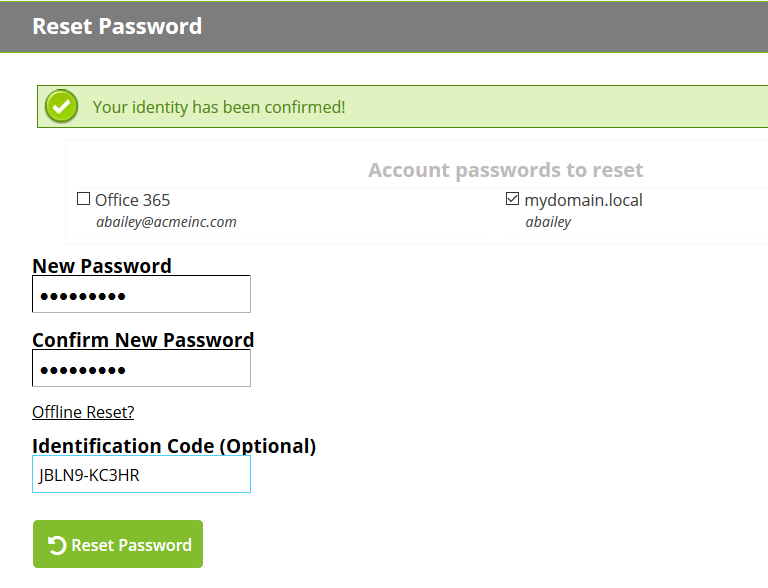 Reset Password
Your identity has been confirmed!
Account passwords to reset
Office 365
abailey@acmeinc.com
mydomain.local
abailey
New Password
•••••••••
Confirm New Password
•••••••••
Offline Reset?
Identification Code (Optional)
JBLN9-KC3HR
Reset Password